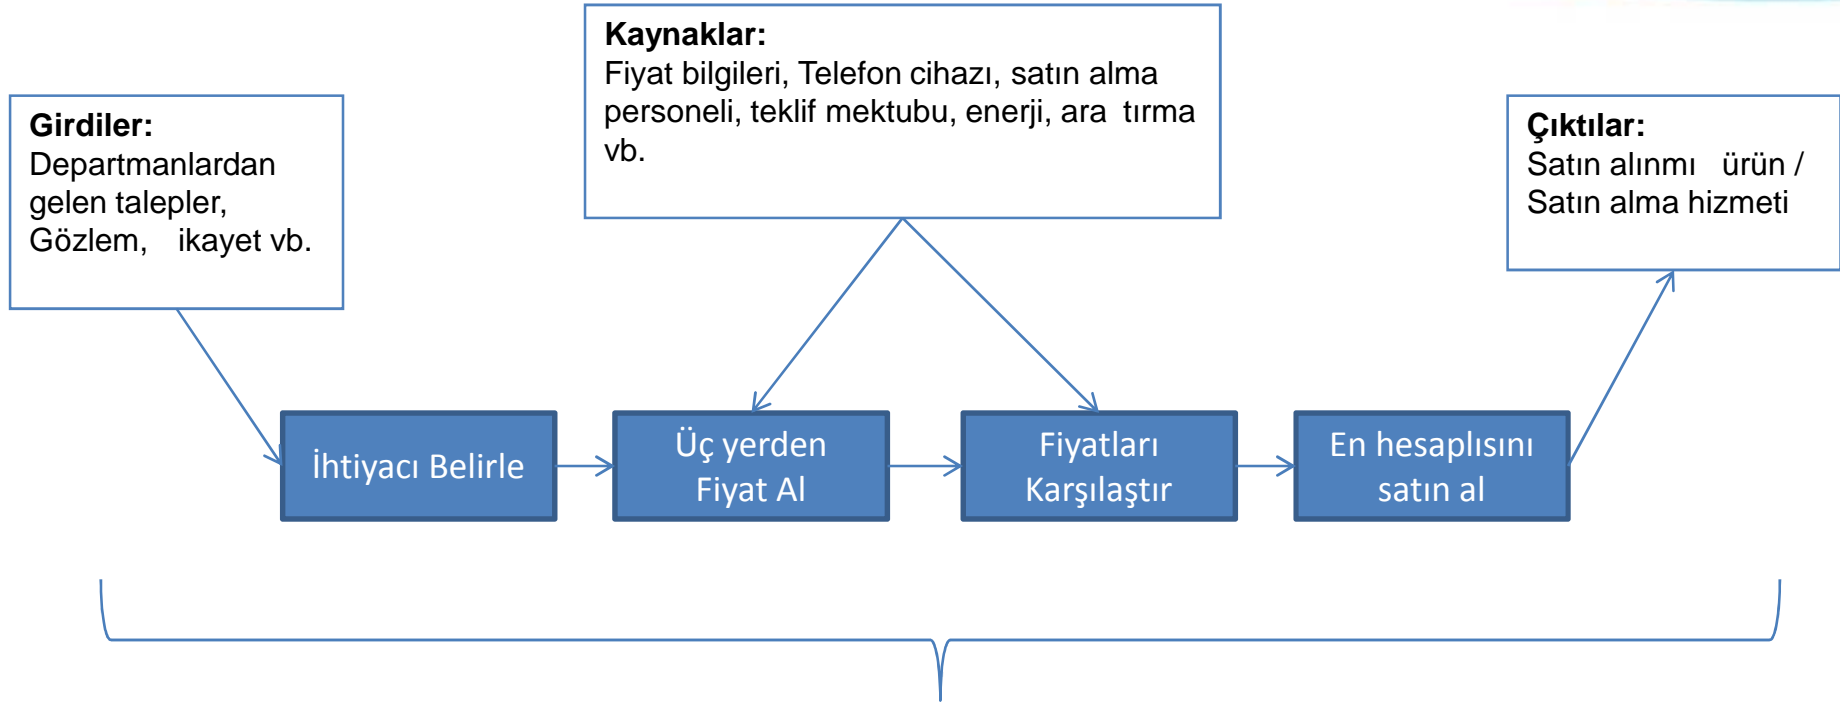 Kaynaklar:
Fiyat bilgileri, Telefon cihazı, satın alma
personeli, teklif mektubu, enerji, ara tırma
vb.
Girdiler:
Departmanlardan
gelen talepler,
Gözlem, ikayet vb.
Çıktılar:
Satın alınmı ürün /
Satın alma hizmeti
İhtiyacı Belirle
Üç yerden
Fiyat Al
Fiyatları
Karşılaştır
En hesaplısını
satın al